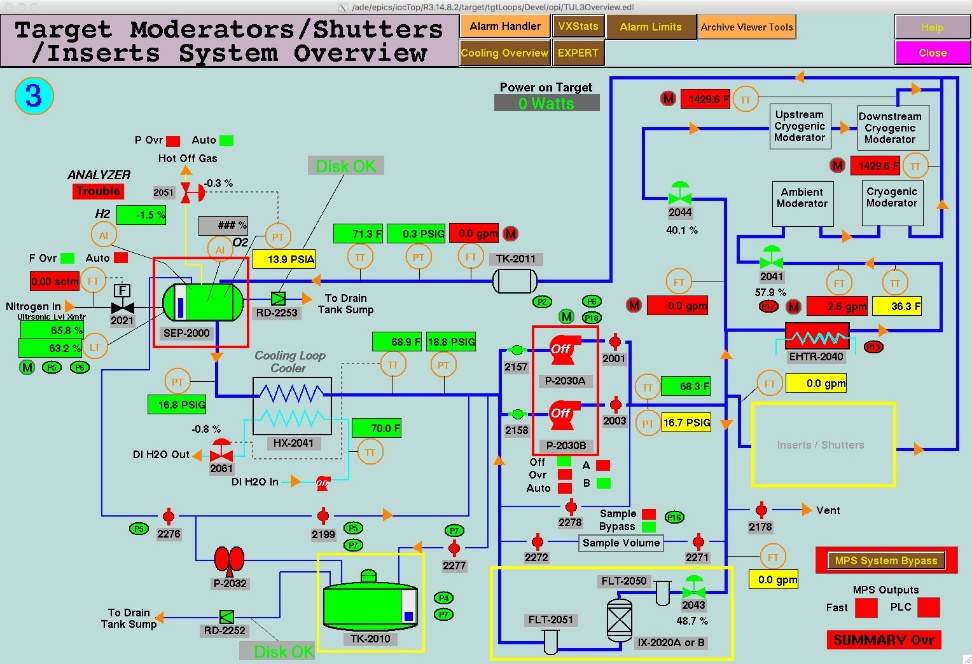 /ade/epics/iocTop/R3.14.8.2/target/tgtLoops/Devel/opi/TUL3Overview.edl
Target Moderators/Shutters
/Inserts System Overview
Alarm Handler
VXStats
Alarm Limits
Archive Viewer Tools
Help
Cooling Overview
EXPERT
Close
3
Power on Target
0 Watts
M
1429.6 F
TT
Upstream
Cryogenic
Moderator
Downstream
Cryogenic
Moderator
P Ovr
Auto
Hot Off Gas
Disk OK
M
1429.6 F
TT
ANALYZER
Trouble
2051
-0.3 %
Ambient
Moderator
Cryogenic
Moderator
H2
-1.5 %
### %
2044
40.1 %
AI
AI
O2
PT
71.3 F
0.3 PSIG
0.0 gpm
M
13.9 PSIA
TT
PT
FT
TK-2011
2041
57.9 %
F Ovr
Auto
0.00 scfm
FT
F
FT
FT
TT
Nitrogen In
2021
SEP-2000
RD-2253
To Drain
Tank Sump
P2
P6
M
P18
M
0.0 gpm
M
2.6 gpm
36.3 F
Ultrsonic Lvl Xmtr
65.8 %
63.2 %
LT
M
P5
P6
Cooling Loop
Cooler
68.9 F
18.8 PSIG
TT
PT
2157
Off
P-2030A
2001
EHTR-2040
P13
PT
16.8 PSIG
TT
68.3 F
FT
0.0 gpm
2158
Off
P-2030B
2003
PT
16.7 PSIG
-0.8 %
HX-2041
70.0 F
TT
Inserts / Shutters
DI H2O Out
2061
DI H2O In
Off
Off
Ovr
Auto
A
B
2276
P5
2199
P5
P7
P7
2277
2278
Sample
Bypass
P16
2178
Vent
2272
Sample Volume
2271
P-2032
FT
0.0 gpm
MPS System Bypass
MPS Outputs
Fast
PLC
SUMMARY Ovr
TK-2010
P4
P7
FLT-2050
2043
48.7 %
To Drain
Tank Sump
RD-2252
Disk OK
FLT-2051
IX-2020A or B